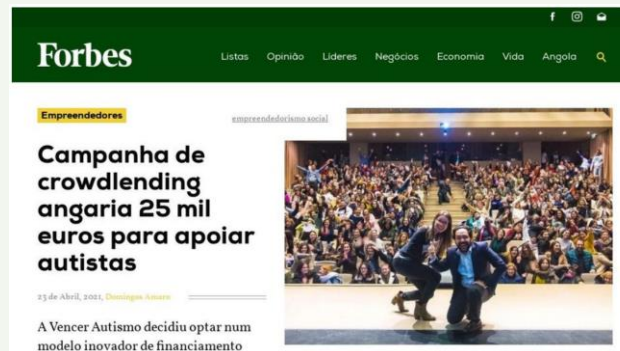 Forbes
Listas Opinião Líderes Negócios Economia Vida Angola
Empreendedores
empreendedorismo social
Campanha de
crowdlending
angaria 25 mil
euros para apoiar
autistas
23 de Abril, 2021, Domingos Amaro
A Vencer Autismo decidiu optar num
modelo inovador de financiamento